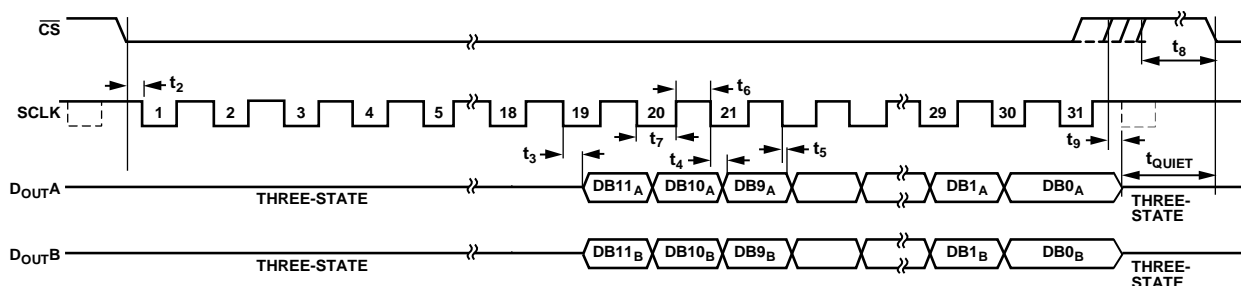 CS
t8
t2
t6
SCLK
1 2 3 4 5 18 19 20 21 29 30 31
t3
t7
t4
t5
t9
tQUIET
DOUTA
THREE-STATE
DB11A DB10A DB9A DB1A DB0A
THREE-
STATE
DOUTB
THREE-STATE
DB11B DB10B DB9B DB1B DB0B
THREE-
STATE